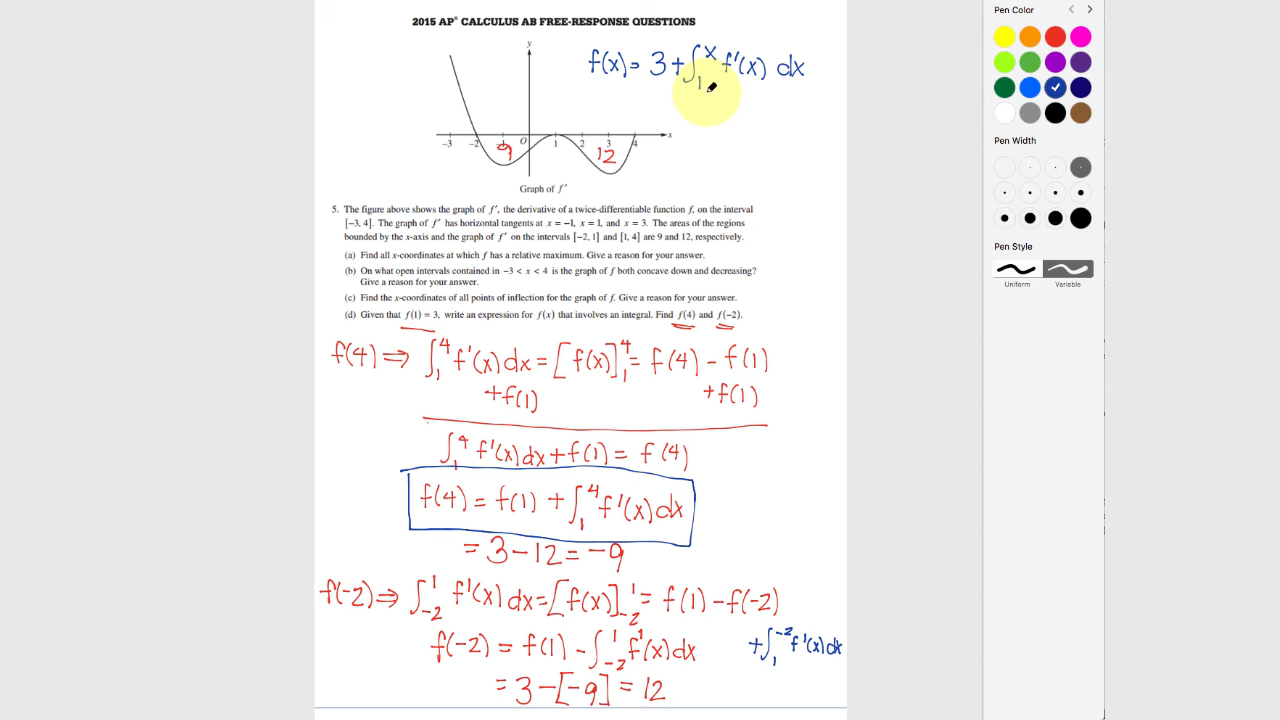 2015 AP® CALCULUS AB FREE-RESPONSE QUESTIONS
Pen Color
f(x) = 3 + ∫₁ˣ f'(x) dx
y
-3 -2 -1 O 1 2 3 4 x
9 12
Graph of f'
5. The figure above shows the graph of f', the derivative of a twice-differentiable function f, on the interval
[-3, 4]. The graph of f' has horizontal tangents at x = -1, x = 1, and x = 3. The areas of the regions
bounded by the x-axis and the graph of f' on the intervals [-2, 1] and [1, 4] are 9 and 12, respectively.
(a) Find all x-coordinates at which f has a relative maximum. Give a reason for your answer.
(b) On what open intervals contained in -3 < x < 4 is the graph of f both concave down and decreasing?
Give a reason for your answer.
(c) Find the x-coordinates of all points of inflection for the graph of f. Give a reason for your answer.
(d) Given that f(1) = 3, write an expression for f(x) that involves an integral. Find f(4) and f(-2).
f(4) ⇒ ∫₁⁴ f'(x) dx = [f(x)]₁⁴ = f(4) - f(1)
+f(1) +f(1)
∫₁⁴ f'(x) dx + f(1) = f(4)
f(4) = f(1) + ∫₁⁴ f'(x) dx
= 3 - 12 = -9
f(-2) ⇒ ∫₋₂¹ f'(x) dx = [f(x)]₋₂¹ = f(1) - f(-2)
f(-2) = f(1) - ∫₋₂¹ f'(x) dx +∫₁⁻² f'(x) dx
= 3 - [-9] = 12
Pen Width
Pen Style
Uniform Variable